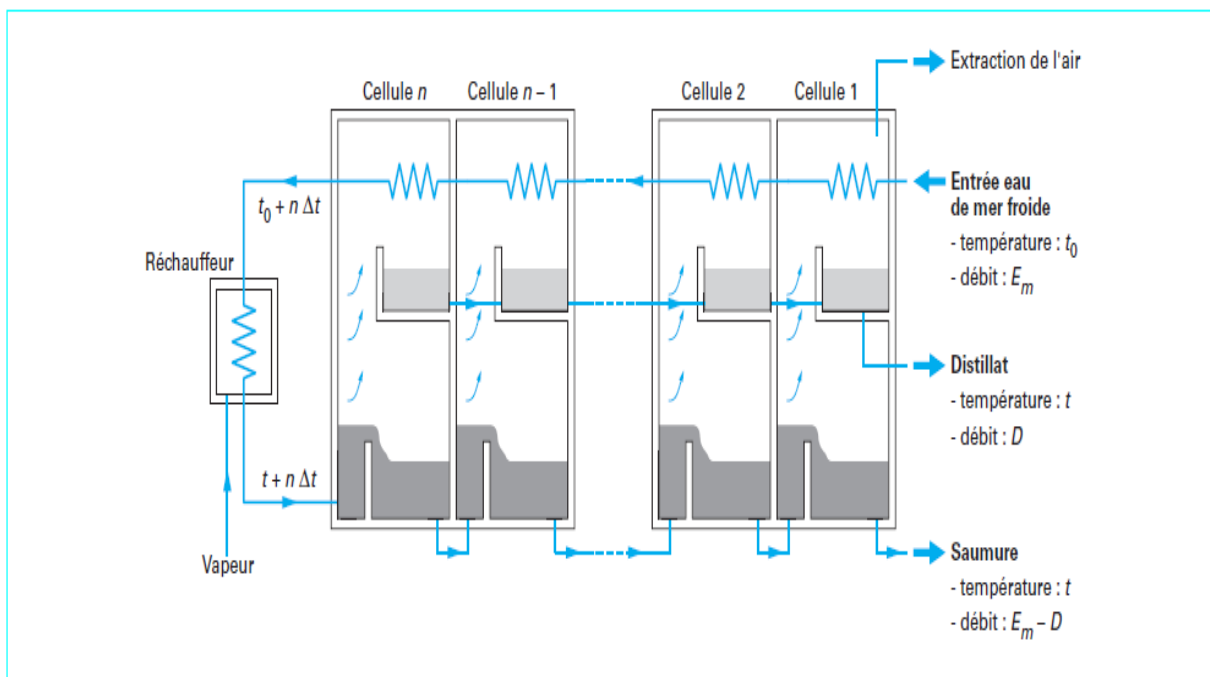 Extraction de l'air
Cellule n
Cellule n – 1
Cellule 2
Cellule 1
Entrée eau
de mer froide
- température : t0
- débit : Em
t0 + n Δt
Réchauffeur
Distillat
- température : t
- débit : D
t + n Δt
Vapeur
Saumure
- température : t
- débit : Em – D